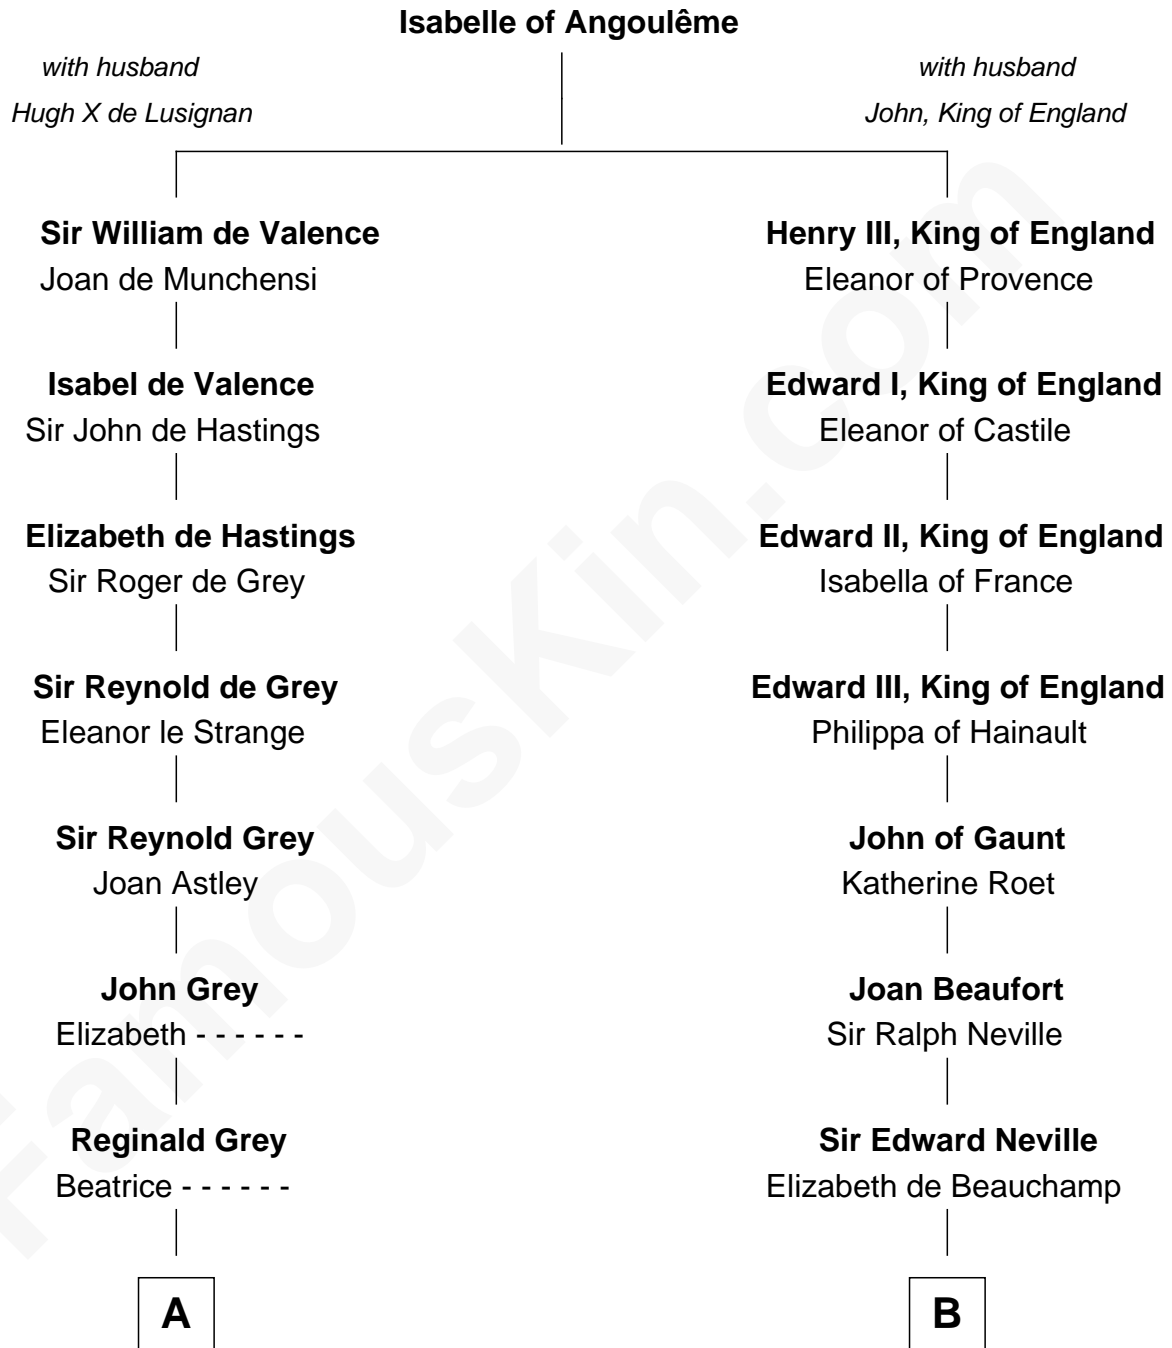 Isabelle of Angoulême
with husband
Hugh X de Lusignan
with husband
John, King of England
Sir William de Valence
Joan de Munchensi
Henry III, King of England
Eleanor of Provence
Isabel de Valence
Sir John de Hastings
Edward I, King of England
Eleanor of Castile
Elizabeth de Hastings
Sir Roger de Grey
Edward II, King of England
Isabella of France
Sir Reynold de Grey
Eleanor le Strange
Edward III, King of England
Philippa of Hainault
Sir Reynold Grey
Joan Astley
John of Gaunt
Katherine Roet
John Grey
Elizabeth - - - - - -
Joan Beaufort
Sir Ralph Neville
Reginald Grey
Beatrice - - - - - -
Sir Edward Neville
Elizabeth de Beauchamp
A
B
FamousKin.com